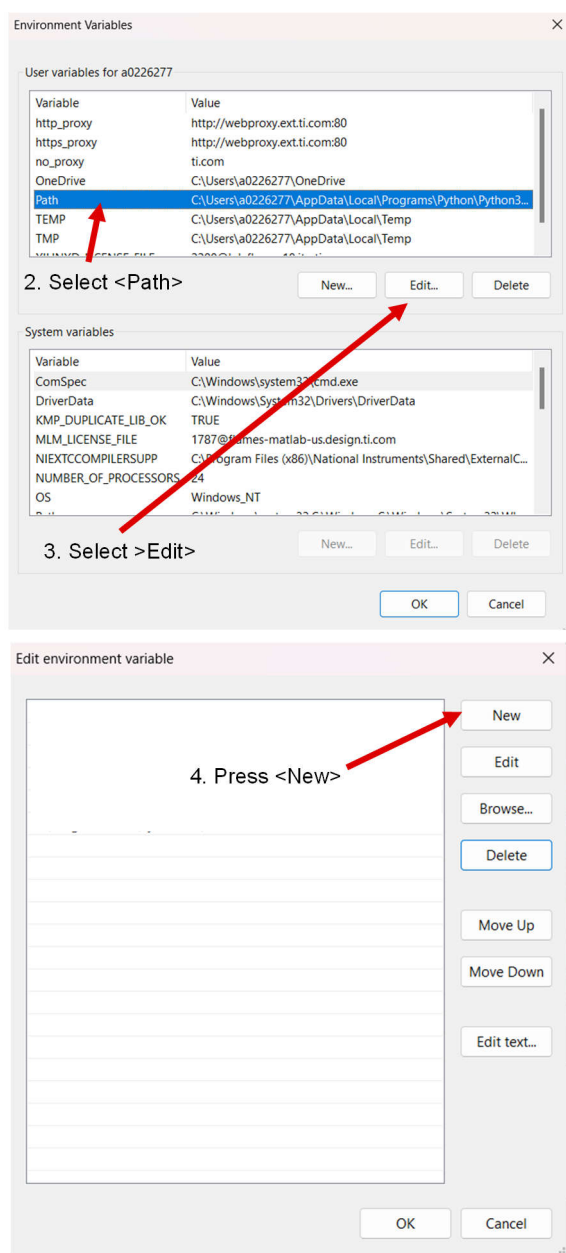 Environment Variables
User variables for a0226277
Variable Value
http_proxy http://webproxy.ext.ti.com:80
https_proxy http://webproxy.ext.ti.com:80
no_proxy ti.com
OneDrive C:\Users\a0226277\OneDrive
Path C:\Users\a0226277\AppData\Local\Programs\Python\Python3...
TEMP C:\Users\a0226277\AppData\Local\Temp
TMP C:\Users\a0226277\AppData\Local\Temp
2. Select <Path>
New... Edit... Delete
System variables
Variable Value
ComSpec C:\Windows\system32\cmd.exe
DriverData C:\Windows\System32\Drivers\DriverData
KMP_DUPLICATE_LIB_OK TRUE
MLM_LICENSE_FILE 1787@flames-matlab-us.design.ti.com
NIEXTCCOMPILERSUPP C:\Program Files (x86)\National Instruments\Shared\ExternalC...
NUMBER_OF_PROCESSORS 24
OS Windows_NT
3. Select >Edit>
New... Edit... Delete
OK Cancel
Edit environment variable
New
4. Press <New>
Edit
Browse...
Delete
Move Up
Move Down
Edit text...
OK Cancel